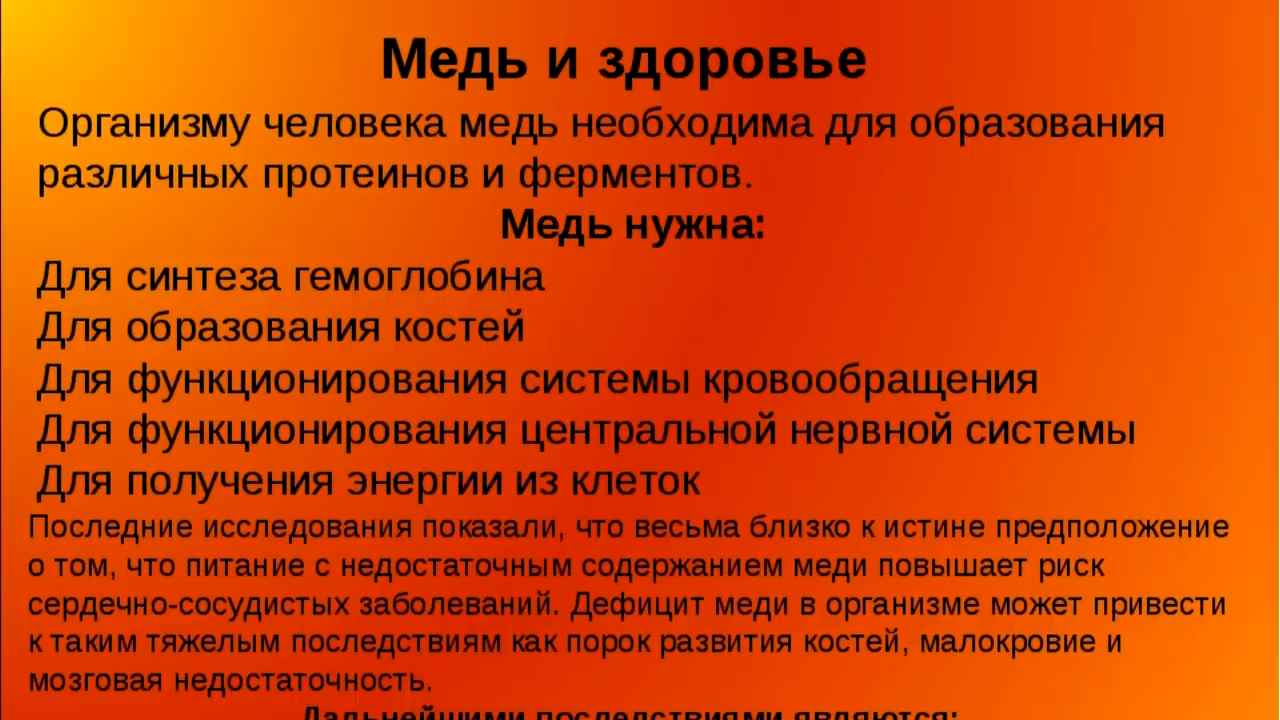 Медь и здоровье
Организму человека медь необходима для образования
различных протеинов и ферментов.
Медь нужна:
Для синтеза гемоглобина
Для образования костей
Для функционирования системы кровообращения
Для функционирования центральной нервной системы
Для получения энергии из клеток
Последние исследования показали, что весьма близко к истине предположение
о том, что питание с недостаточным содержанием меди повышает риск
сердечно-сосудистых заболеваний. Дефицит меди в организме может привести
к таким тяжелым последствиям как порок развития костей, малокровие и
мозговая недостаточность.
Дальнейшими последствиями являются: